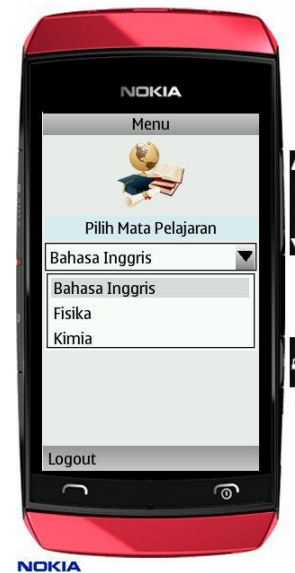 NOKIA
Menu
Pilih Mata Pelajaran
Bahasa Inggris
Bahasa Inggris
Fisika
Kimia
Logout
NOKIA